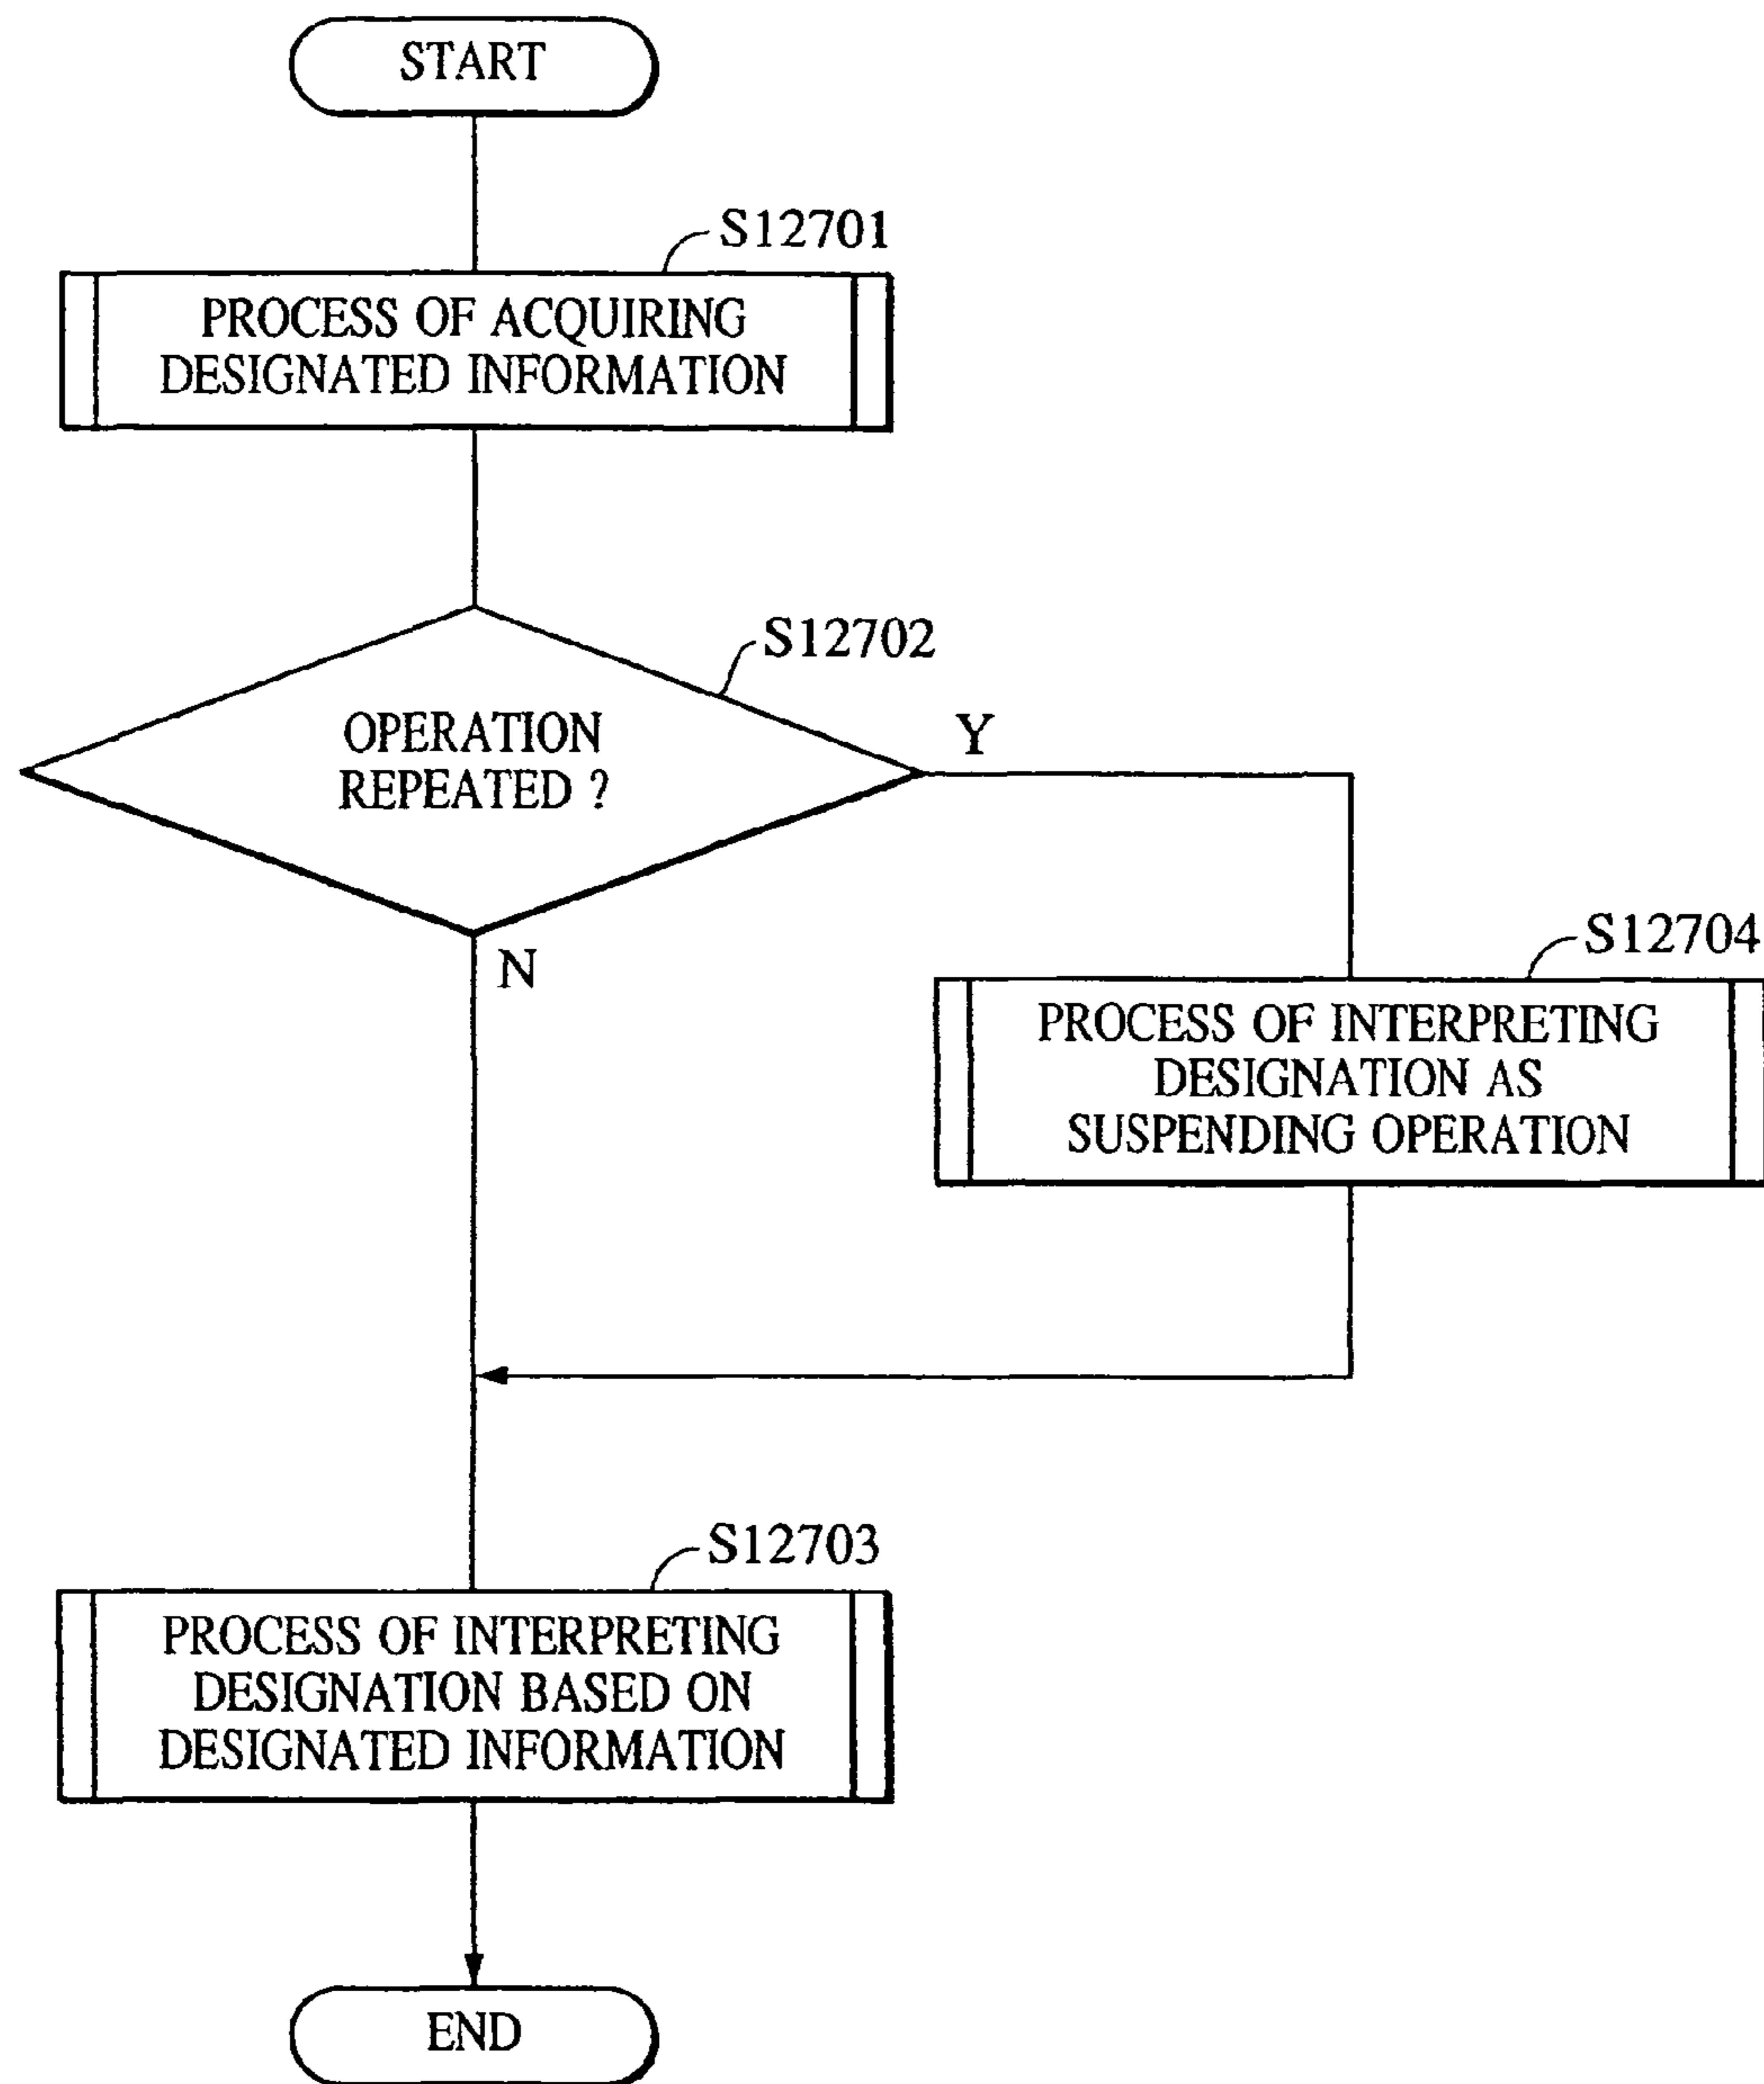 START
S12701
PROCESS OF ACQUIRING
DESIGNATED INFORMATION
S12702
OPERATION
REPEATED ?
Y
N
S12704
PROCESS OF INTERPRETING
DESIGNATION AS
SUSPENDING OPERATION
S12703
PROCESS OF INTERPRETING
DESIGNATION BASED ON
DESIGNATED INFORMATION
END